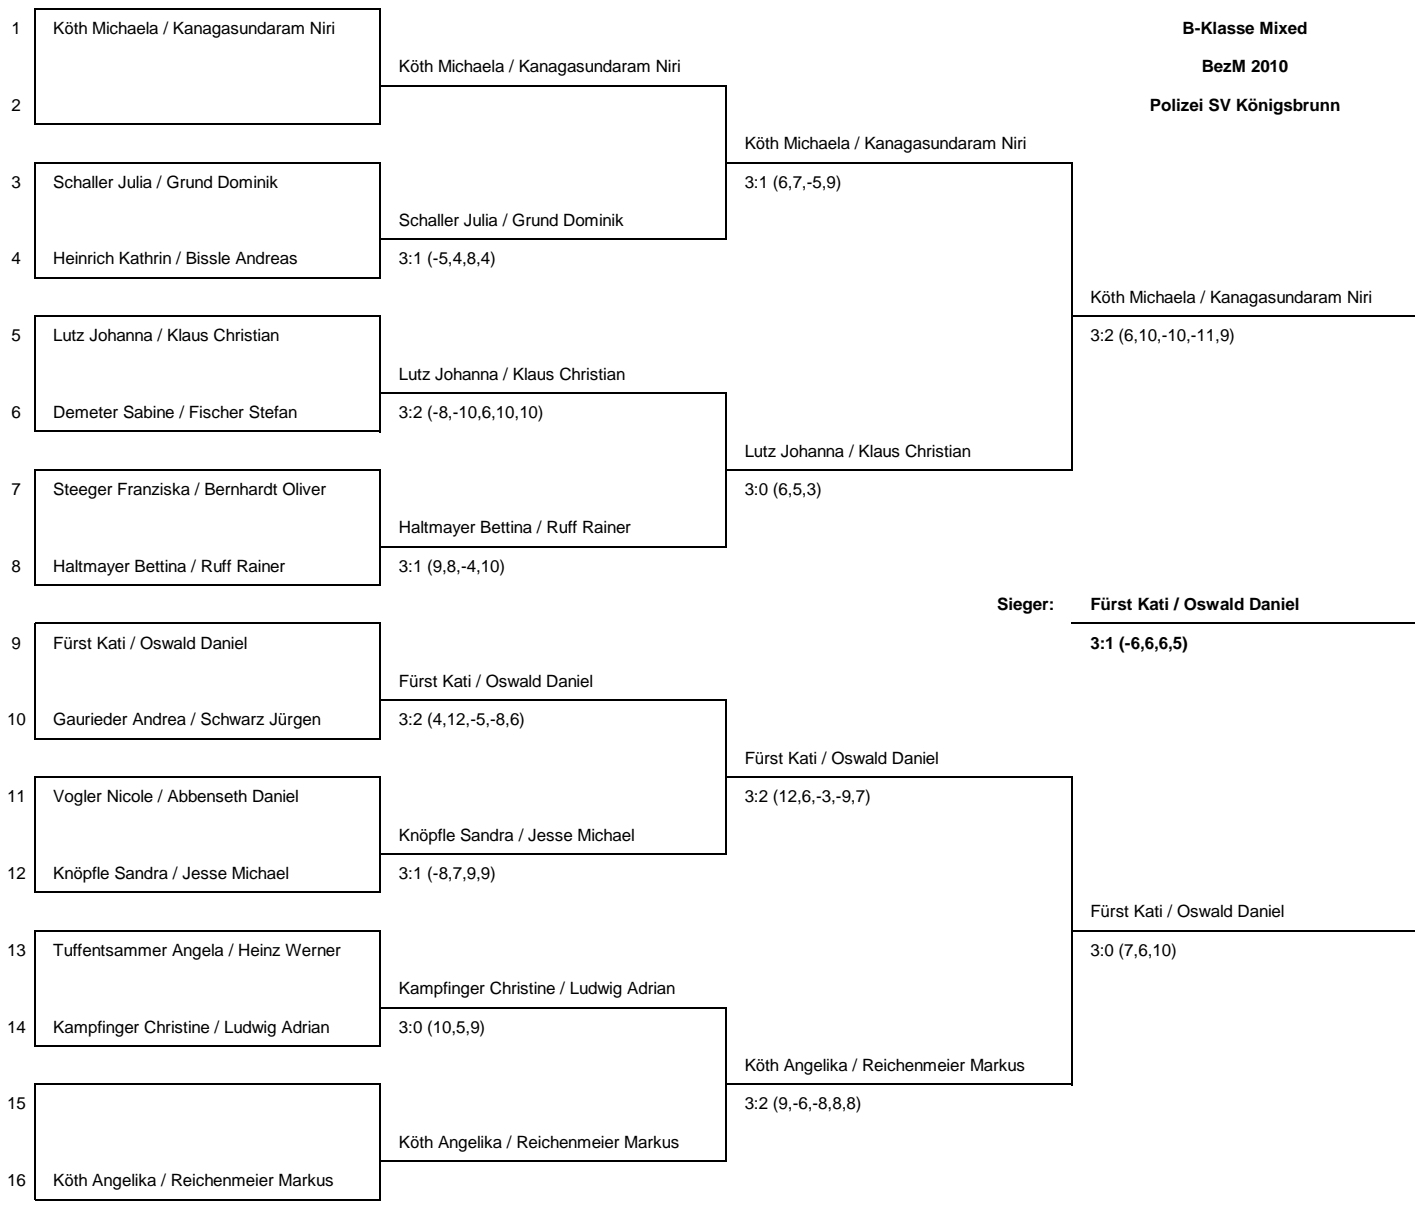 1 Köth Michaela / Kanagasundaram Niri B-Klasse Mixed
Köth Michaela / Kanagasundaram Niri BezM 2010
2 Polizei SV Königsbrunn
Köth Michaela / Kanagasundaram Niri
3 Schaller Julia / Grund Dominik 3:1 (6,7,-5,9)
Schaller Julia / Grund Dominik
4 Heinrich Kathrin / Bissle Andreas 3:1 (-5,4,8,4)
Köth Michaela / Kanagasundaram Niri
5 Lutz Johanna / Klaus Christian 3:2 (6,10,-10,-11,9)
Lutz Johanna / Klaus Christian
6 Demeter Sabine / Fischer Stefan 3:2 (-8,-10,6,10,10)
Lutz Johanna / Klaus Christian
7 Steeger Franziska / Bernhardt Oliver 3:0 (6,5,3)
Haltmayer Bettina / Ruff Rainer
8 Haltmayer Bettina / Ruff Rainer 3:1 (9,8,-4,10)
Sieger: Fürst Kati / Oswald Daniel
9 Fürst Kati / Oswald Daniel 3:1 (-6,6,6,5)
Fürst Kati / Oswald Daniel
10 Gaurieder Andrea / Schwarz Jürgen 3:2 (4,12,-5,-8,6)
Fürst Kati / Oswald Daniel
11 Vogler Nicole / Abbenseth Daniel 3:2 (12,6,-3,-9,7)
Knöpfle Sandra / Jesse Michael
12 Knöpfle Sandra / Jesse Michael 3:1 (-8,7,9,9)
Fürst Kati / Oswald Daniel
13 Tuffentsammer Angela / Heinz Werner 3:0 (7,6,10)
Kampfinger Christine / Ludwig Adrian
14 Kampfinger Christine / Ludwig Adrian 3:0 (10,5,9)
Köth Angelika / Reichenmeier Markus
15 3:2 (9,-6,-8,8,8)
Köth Angelika / Reichenmeier Markus
16 Köth Angelika / Reichenmeier Markus